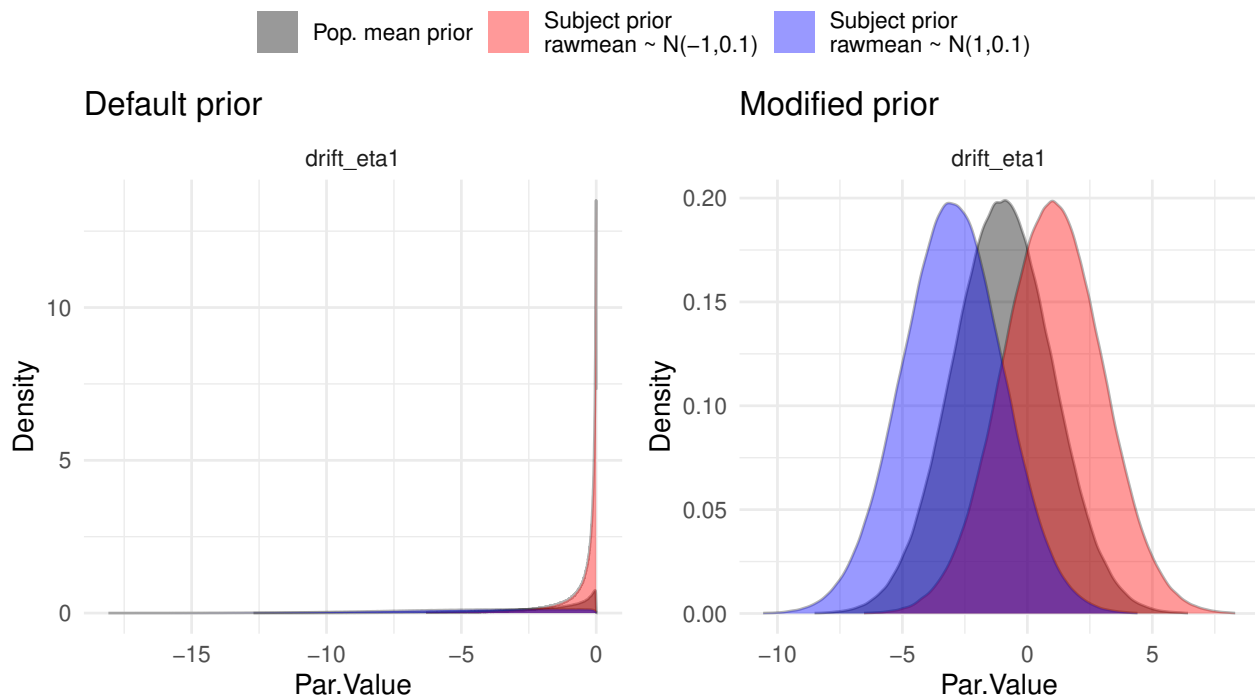 Pop. mean prior
Subject prior
rawmean ~ N(−1,0.1)
Subject prior
rawmean ~ N(1,0.1)
Default prior
Modified prior
drift_eta1
drift_eta1
Density
10
5
0
−15
−10
−5
0
Par.Value
Density
0.20
0.15
0.10
0.05
0.00
−10
−5
0
5
Par.Value